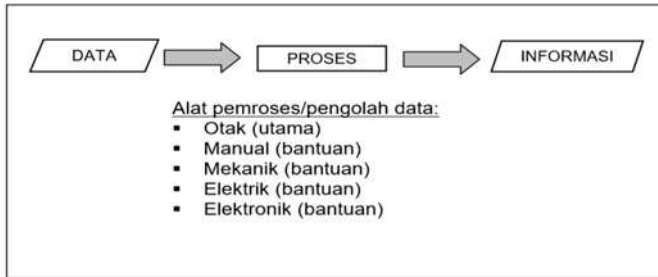 DATA PROSES INFORMASI
Alat pemroses/pengolah data:
▪ Otak (utama)
▪ Manual (bantuan)
▪ Mekanik (bantuan)
▪ Elektrik (bantuan)
▪ Elektronik (bantuan)